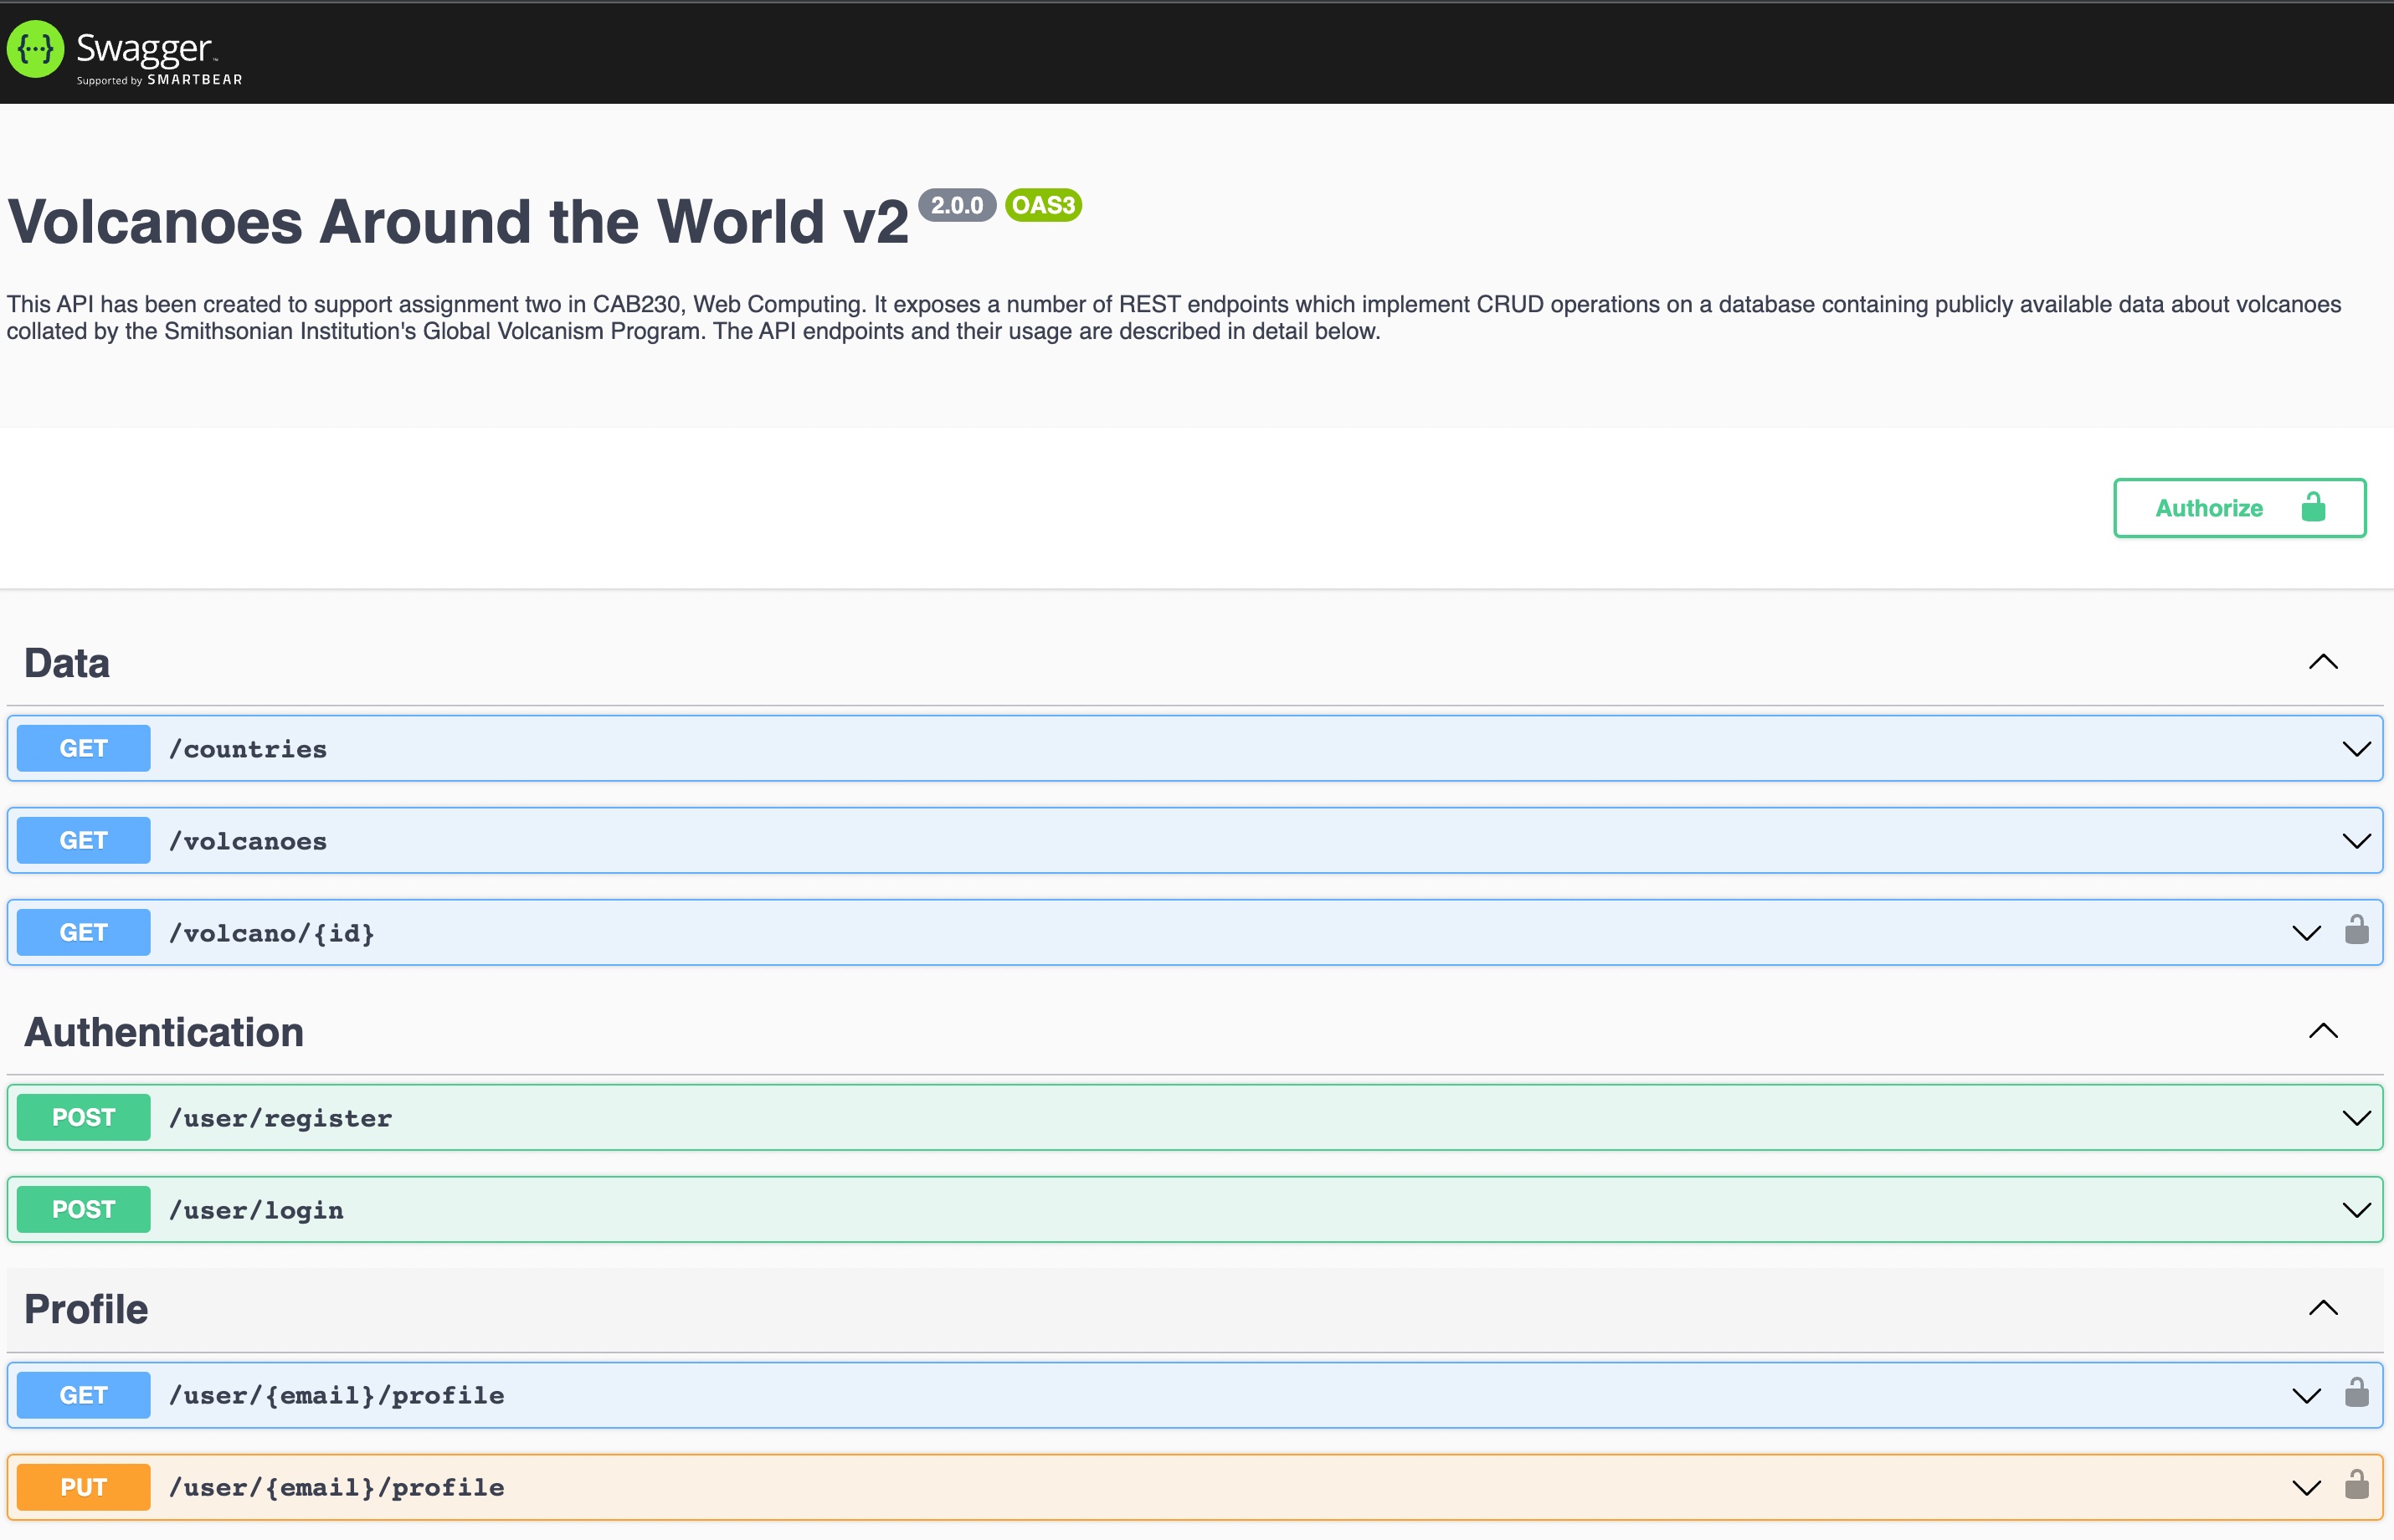 {···} Swagger™
Supported by SMARTBEAR
Volcanoes Around the World v2 2.0.0 OAS3
This API has been created to support assignment two in CAB230, Web Computing. It exposes a number of REST endpoints which implement CRUD operations on a database containing publicly available data about volcanoes
collated by the Smithsonian Institution's Global Volcanism Program. The API endpoints and their usage are described in detail below.
Authorize
Data
GET /countries
GET /volcanoes
GET /volcano/{id}
Authentication
POST /user/register
POST /user/login
Profile
GET /user/{email}/profile
PUT /user/{email}/profile